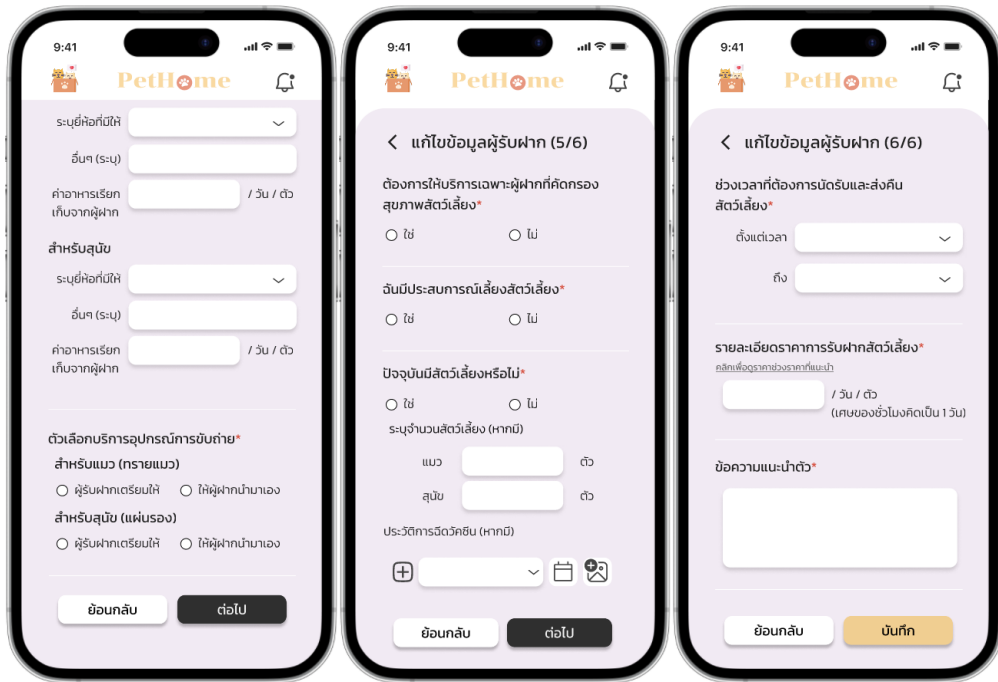 9:41
PetHome
ระบุยี่ห้อที่มีให้
อื่นๆ (ระบุ)
ค่าอาหารเรียก / วัน / ตัว
เก็บจากผู้ฝาก
สำหรับสุนัข
ระบุยี่ห้อที่มีให้
อื่นๆ (ระบุ)
ค่าอาหารเรียก / วัน / ตัว
เก็บจากผู้ฝาก
ตัวเลือกบริการอุปกรณ์การขับถ่าย*
สำหรับแมว (ทรายแมว)
ผู้รับฝากเตรียมให้ ให้ผู้ฝากนำมาเอง
สำหรับสุนัข (แผ่นรอง)
ผู้รับฝากเตรียมให้ ให้ผู้ฝากนำมาเอง
ย้อนกลับ ต่อไป
9:41
PetHome
แก้ไขข้อมูลผู้รับฝาก (5/6)
ต้องการให้บริการเฉพาะผู้ฝากที่คัดกรอง
สุขภาพสัตว์เลี้ยง*
ใช่ ไม่
ฉันมีประสบการณ์เลี้ยงสัตว์เลี้ยง*
ใช่ ไม่
ปัจจุบันมีสัตว์เลี้ยงหรือไม่*
ใช่ ไม่
ระบุจำนวนสัตว์เลี้ยง (หากมี)
แมว ตัว
สุนัข ตัว
ประวัติการฉีดวัคซีน (หากมี)
ย้อนกลับ ต่อไป
9:41
PetHome
แก้ไขข้อมูลผู้รับฝาก (6/6)
ช่วงเวลาที่ต้องการนัดรับและส่งคืน
สัตว์เลี้ยง*
ตั้งแต่เวลา
ถึง
รายละเอียดราคาการรับฝากสัตว์เลี้ยง*
คลิกเพื่อดูราคาช่วงราคาที่แนะนำ
/ วัน / ตัว
(เศษของชั่วโมงคิดเป็น 1 วัน)
ข้อความแนะนำตัว*
ย้อนกลับ บันทึก